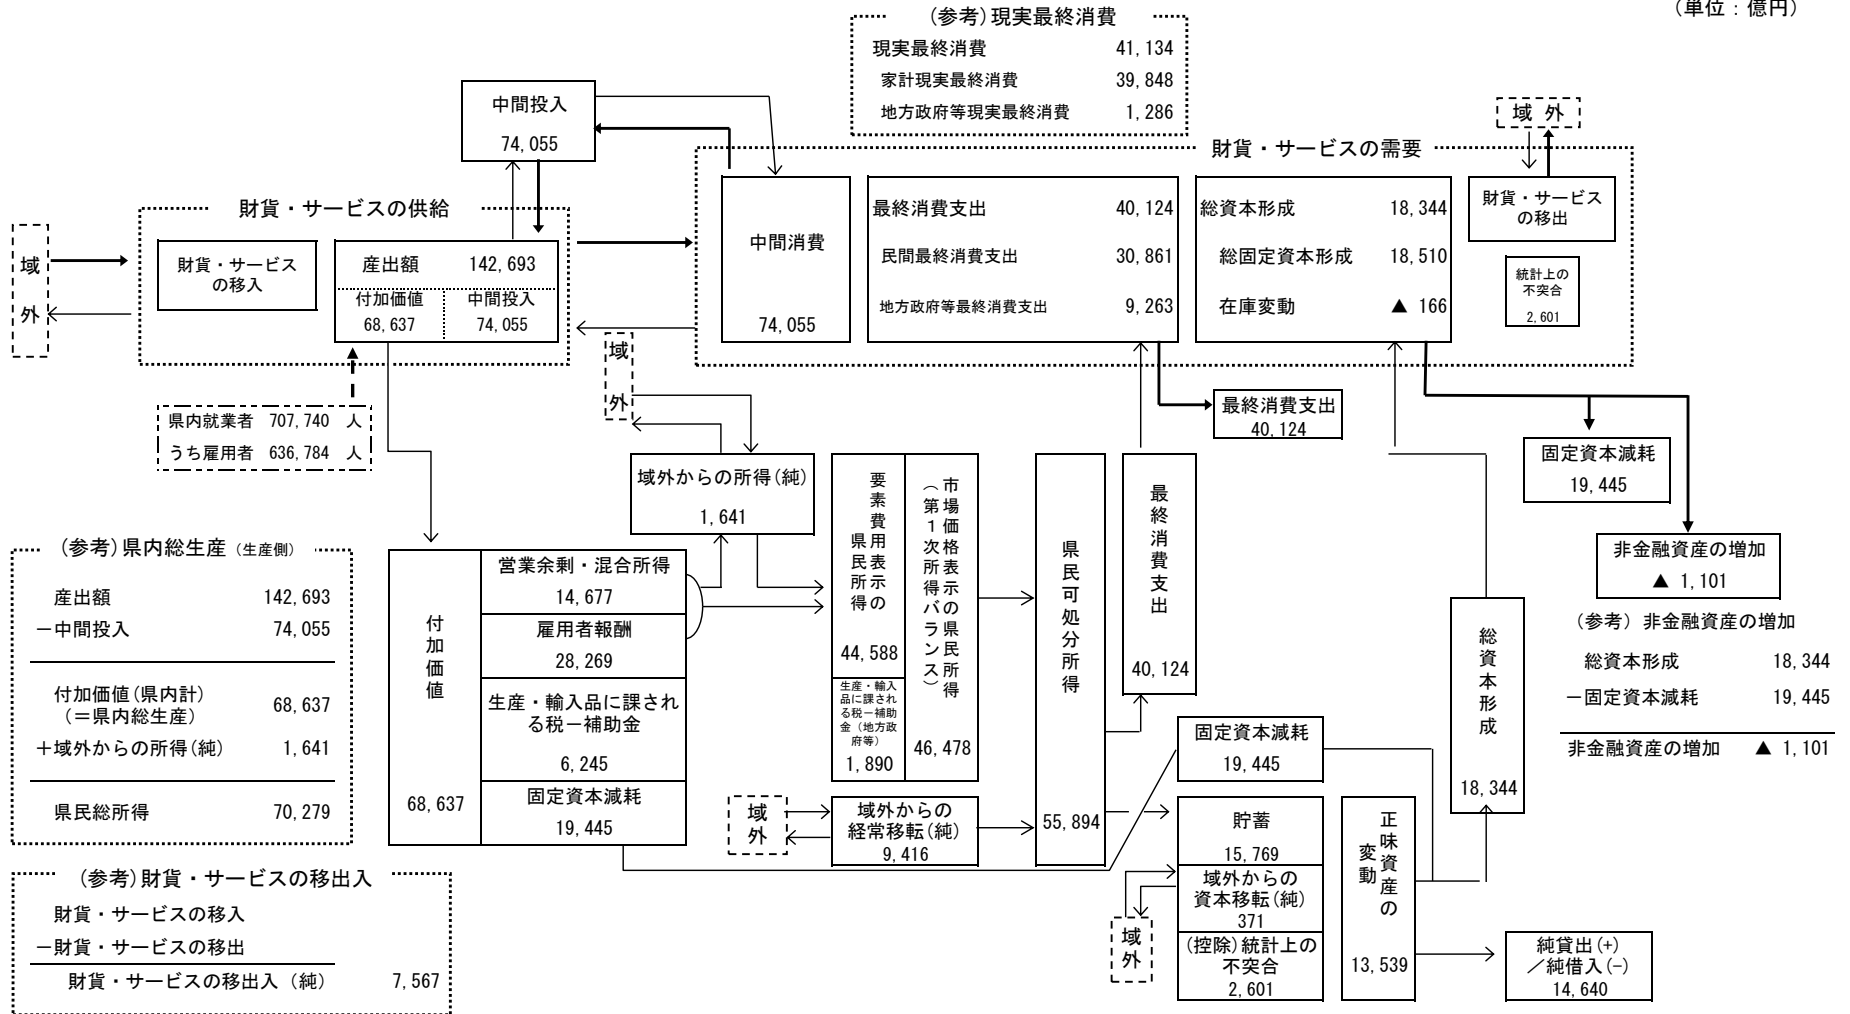 (単位：億円)
(参考)現実最終消費
現実最終消費 41,134
家計現実最終消費 39,848
地方政府等現実最終消費 1,286
中間投入
74,055
域 外
財貨・サービスの需要
財貨・サービスの供給
域
外
財貨・サービス
の移入
産出額 142,693
付加価値 中間投入
68,637 74,055
中間消費
74,055
最終消費支出 40,124
民間最終消費支出 30,861
地方政府等最終消費支出 9,263
総資本形成 18,344
総固定資本形成 18,510
在庫変動 ▲ 166
財貨・サービス
の移出
統計上の
不突合
2,601
県内就業者 707,740 人
うち雇用者 636,784 人
域
外
最終消費支出
40,124
固定資本減耗
19,445
域外からの所得(純)
1,641
非金融資産の増加
▲ 1,101
(参考)県内総生産(生産側)
産出額 142,693
－中間投入 74,055
付加価値(県内計)
(＝県内総生産)
68,637
＋域外からの所得(純) 1,641
県民総所得 70,279
付加価値
68,637
営業余剰・混合所得
14,677
雇用者報酬
28,269
生産・輸入品に課され
る税－補助金
6,245
固定資本減耗
19,445
要素費用表示の
県民所得
44,588
生産・輸入
品に課され
る税－補助
金（地方政
府等）
1,890
市場価格表示の県民所得
（第１次所得バランス）
46,478
域
外
域外からの
経常移転(純)
9,416
県民可処分所得
55,894
最終消費支出
40,124
固定資本減耗
19,445
貯蓄
15,769
域外からの
資本移転(純)
371
(控除)統計上の
不突合
2,601
域
外
正味資産の
変動
13,539
総資本形成
18,344
純貸出(+)
／純借入(-)
14,640
(参考) 非金融資産の増加
総資本形成 18,344
－固定資本減耗 19,445
非金融資産の増加 ▲ 1,101
(参考)財貨・サービスの移出入
財貨・サービスの移入
－財貨・サービスの移出
財貨・サービスの移出入（純） 7,567